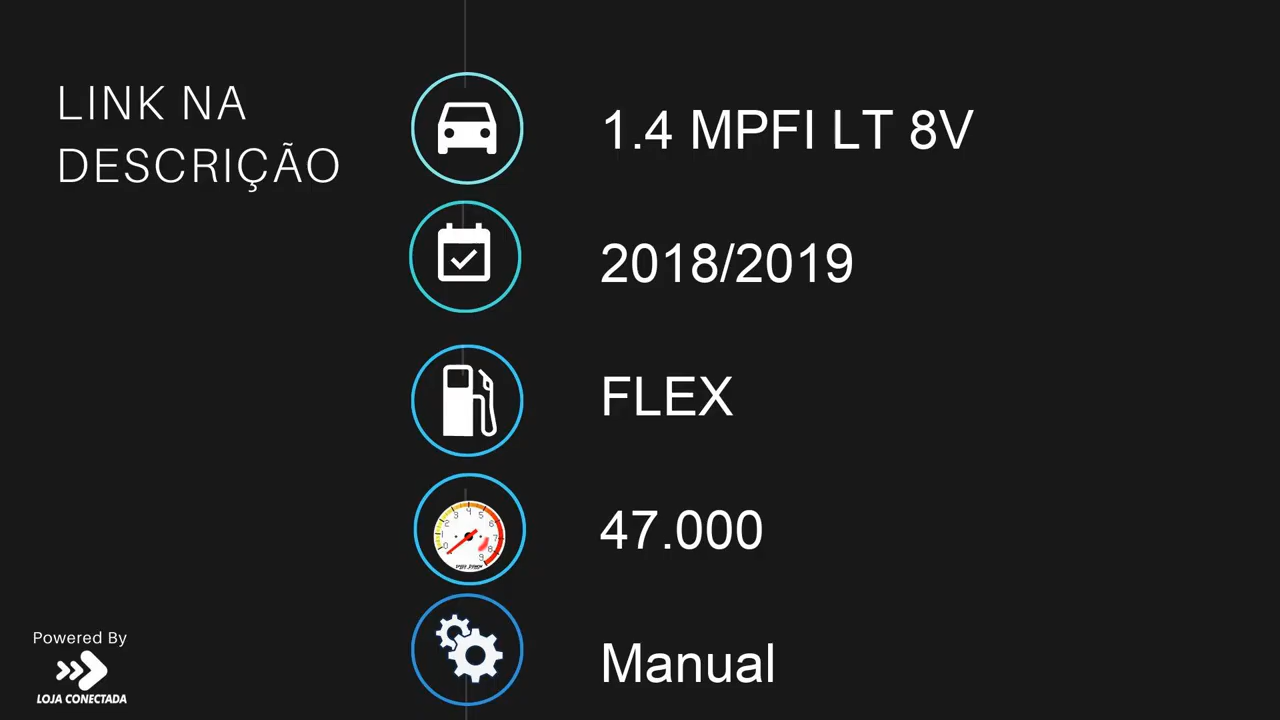 LINK NA
DESCRIÇÃO
1.4 MPFI LT 8V
2018/2019
FLEX
47.000
Manual
Powered By
LOJA CONECTADA